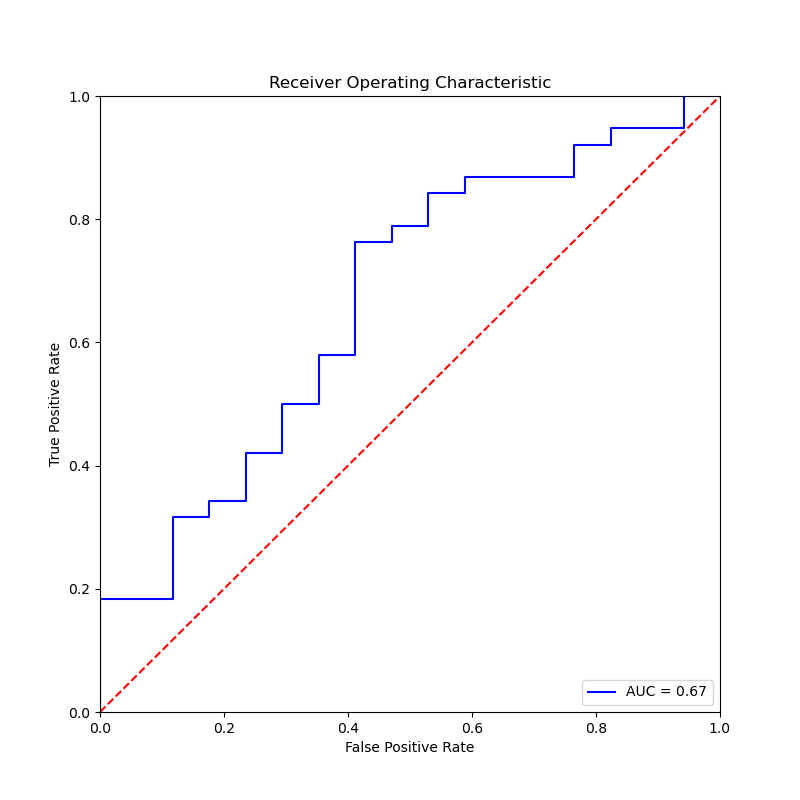 Receiver Operating Characteristic
1.0
0.8
0.6
0.4
0.2
0.0
True Positive Rate
AUC = 0.67
0.0 0.2 0.4 0.6 0.8 1.0
False Positive Rate